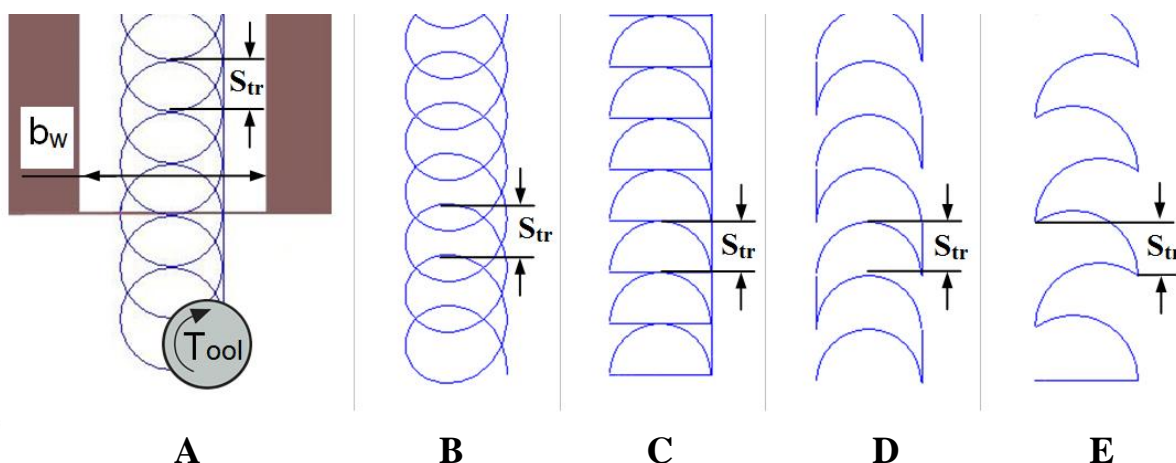 S_tr
b_w
Tool
S_tr
S_tr
S_tr
S_tr
A B C D E